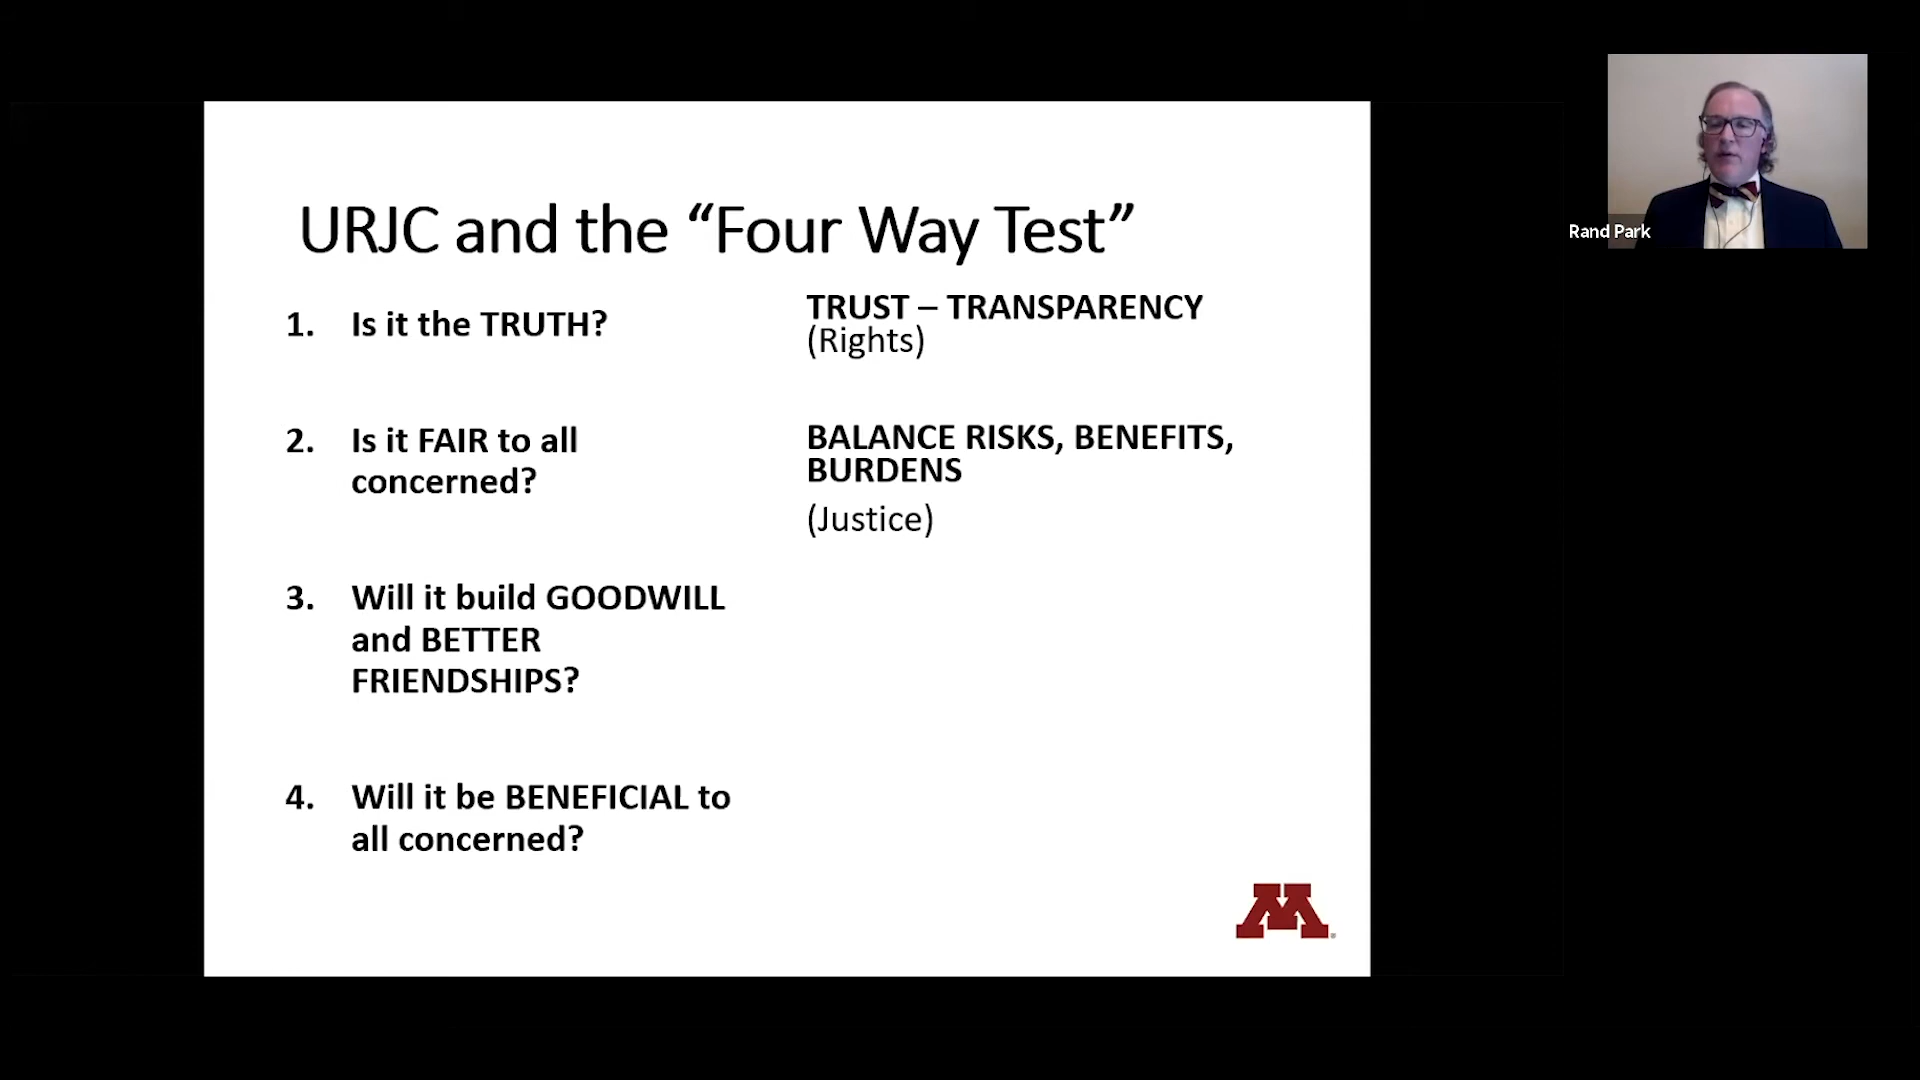 URJC and the “Four Way Test”
1. Is it the TRUTH?
TRUST – TRANSPARENCY
(Rights)
2. Is it FAIR to all
concerned?
BALANCE RISKS, BENEFITS,
BURDENS
(Justice)
3. Will it build GOODWILL
and BETTER
FRIENDSHIPS?
4. Will it be BENEFICIAL to
all concerned?
M
Rand Park